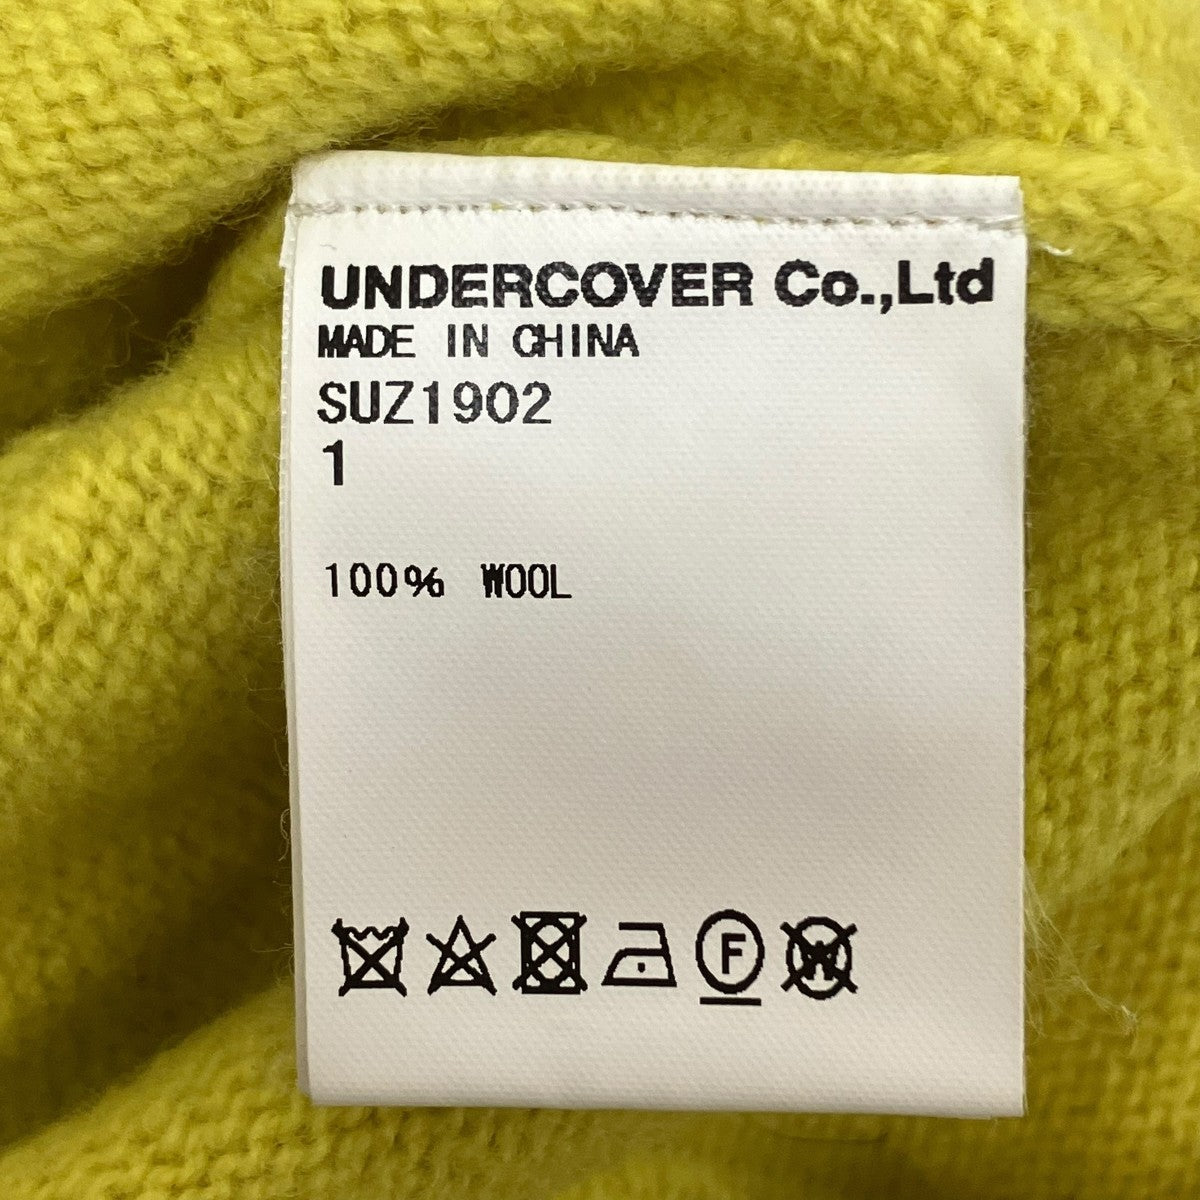 UNDERCOVER Co.,Ltd
MADE IN CHINA
SUZ1902
1
100% WOOL
F W